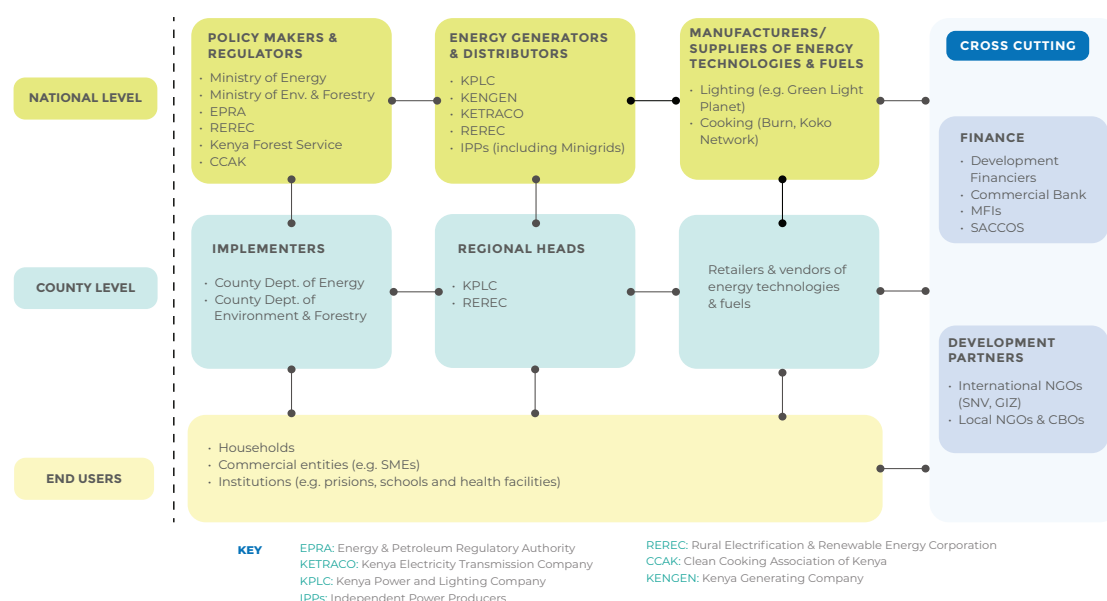 NATIONAL LEVEL
POLICY MAKERS &
REGULATORS
• Ministry of Energy
• Ministry of Env. & Forestry
• EPRA
• REREC
• Kenya Forest Service
• CCAK
ENERGY GENERATORS
& DISTRIBUTORS
• KPLC
• KENGEN
• KETRACO
• REREC
• IPPs (including Minigrids)
MANUFACTURERS/
SUPPLIERS OF ENERGY
TECHNOLOGIES & FUELS
• Lighting (e.g. Green Light
Planet)
• Cooking (Burn, Koko
Network)
COUNTY LEVEL
IMPLEMENTERS
• County Dept. of Energy
• County Dept. of
Environment & Forestry
REGIONAL HEADS
• KPLC
• REREC
Retailers & vendors of
energy technologies
& fuels
END USERS
• Households
• Commercial entities (e.g. SMEs)
• Institutions (e.g. prisions, schools and health facilities)
CROSS CUTTING
FINANCE
• Development
Financiers
• Commercial Bank
• MFIs
• SACCOS
DEVELOPMENT
PARTNERS
• International NGOs
(SNV, GIZ)
• Local NGOs & CBOs
KEY
EPRA: Energy & Petroleum Regulatory Authority
KETRACO: Kenya Electricity Transmission Company
KPLC: Kenya Power and Lighting Company
IPPs: Independent Power Producers
REREC: Rural Electrification & Renewable Energy Corporation
CCAK: Clean Cooking Association of Kenya
KENGEN: Kenya Generating Company